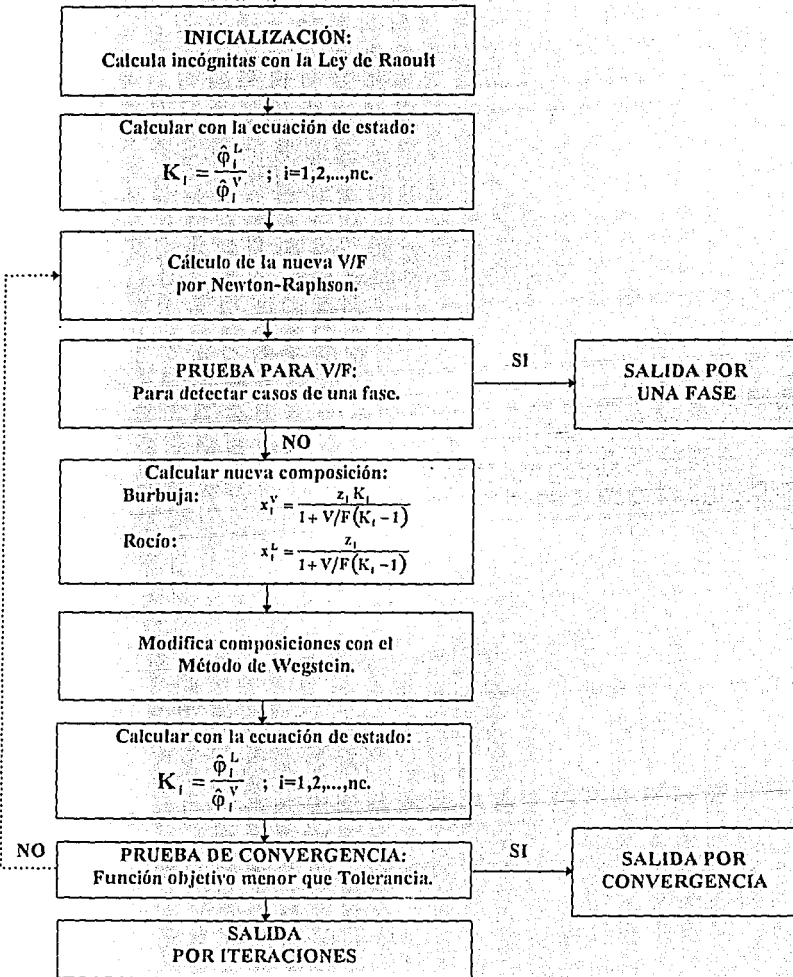 INICIALIZACIÓN:
Calcula incógnitas con la Ley de Raoult
Calcular con la ecuación de estado:
K_i = φ̂_i^L / φ̂_i^V ; i=1,2,...,nc.
Cálculo de la nueva V/F
por Newton-Raphson.
PRUEBA PARA V/F:
Para detectar casos de una fase.
SI
SALIDA POR
UNA FASE
NO
Calcular nueva composición:
Burbuja: x_i^V = z_i K_i / 1 + V/F(K_i - 1)
Rocío: x_i^L = z_i / 1 + V/F(K_i - 1)
Modifica composiciones con el
Método de Wegstein.
Calcular con la ecuación de estado:
K_i = φ̂_i^L / φ̂_i^V ; i=1,2,...,nc.
NO
PRUEBA DE CONVERGENCIA:
Función objetivo menor que Tolerancia.
SI
SALIDA POR
CONVERGENCIA
SALIDA
POR ITERACIONES